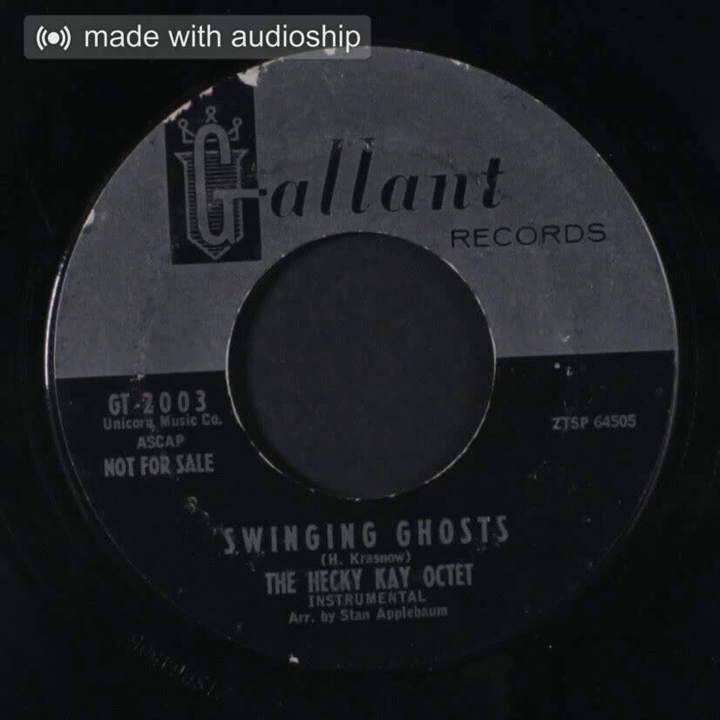 made with audioship
Gallant
RECORDS
GT-2003
Unicorn Music Co.
ASCAP
NOT FOR SALE
ZTSP 64505
SWINGING GHOSTS
(H. Krasnow)
THE HECKY KAY OCTET
INSTRUMENTAL
Arr. by Stan Applebaum